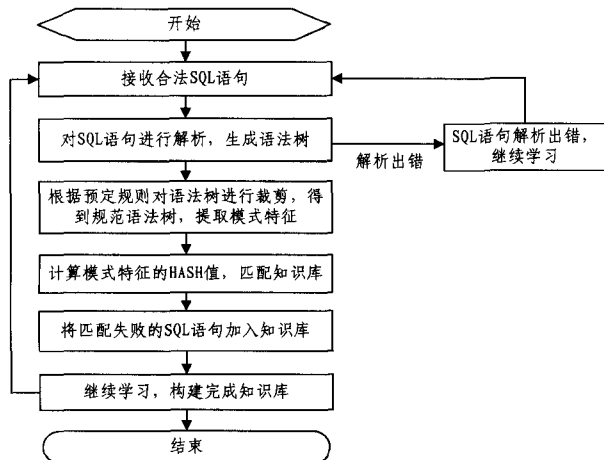 开始
接收合法SQL语句
对SQL语句进行解析，生成语法树
解析出错
SQL语句解析出错，
继续学习
根据预定规则对语法树进行裁剪，得
到规范语法树，提取模式特征
计算模式特征的HASH值，匹配知识库
将匹配失败的SQL语句加入知识库
继续学习，构建完成知识库
结束